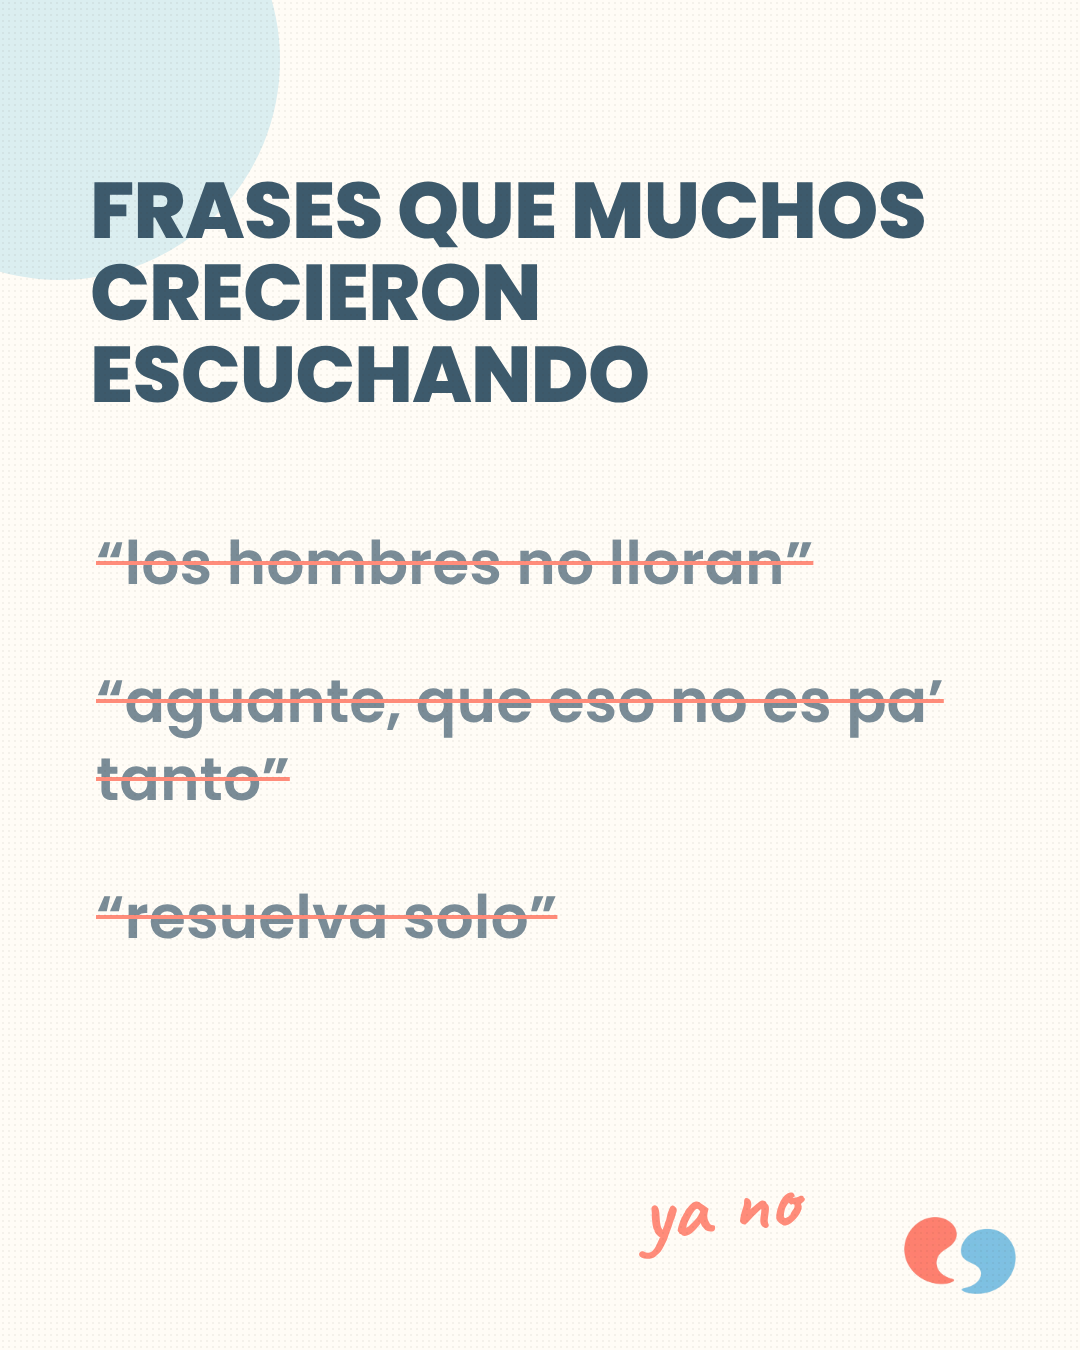 FRASES QUE MUCHOS
CRECIERON
ESCUCHANDO
“los hombres no lloran”
“aguante, que eso no es pa’
tanto”
“resuelva solo”
ya no